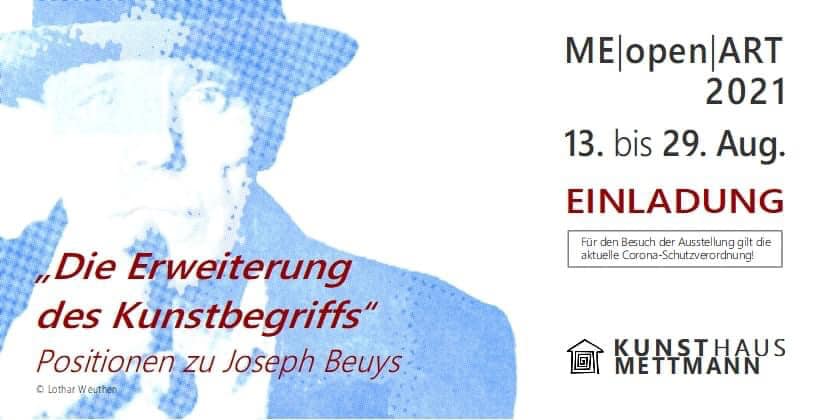 ME|open|ART
2021
13. bis 29. Aug.
EINLADUNG
Für den Besuch der Ausstellung gilt die
aktuelle Corona-Schutzverordnung!
„Die Erweiterung
des Kunstbegriffs“
Positionen zu Joseph Beuys
© Lothar Weuthen
KUNSTHAUS
METTMANN